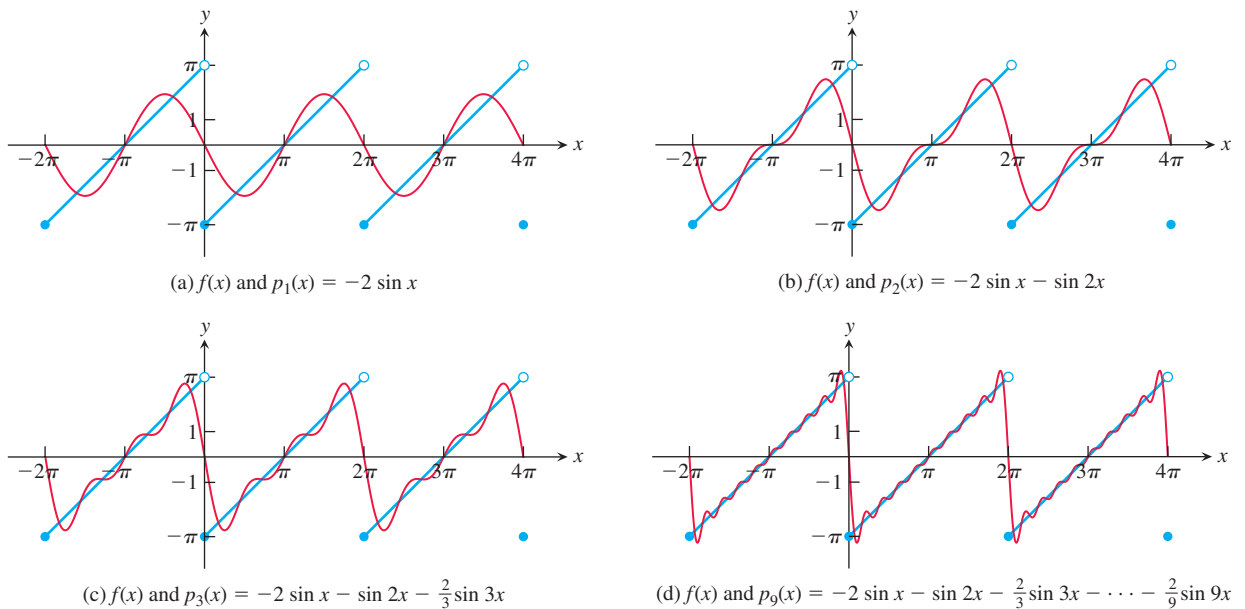 y
π
1
−2π −π π 2π 3π 4π x
−1
−π
(a) f(x) and p₁(x) = −2 sin x
y
π
1
−2π −π π 2π 3π 4π x
−1
−π
(b) f(x) and p₂(x) = −2 sin x − sin 2x
y
π
1
−2π −π π 2π 3π 4π x
−1
−π
(c) f(x) and p₃(x) = −2 sin x − sin 2x − 2/3 sin 3x
y
π
1
−2π −π π 2π 3π 4π x
−1
−π
(d) f(x) and p₉(x) = −2 sin x − sin 2x − 2/3 sin 3x − · · · − 2/9 sin 9x